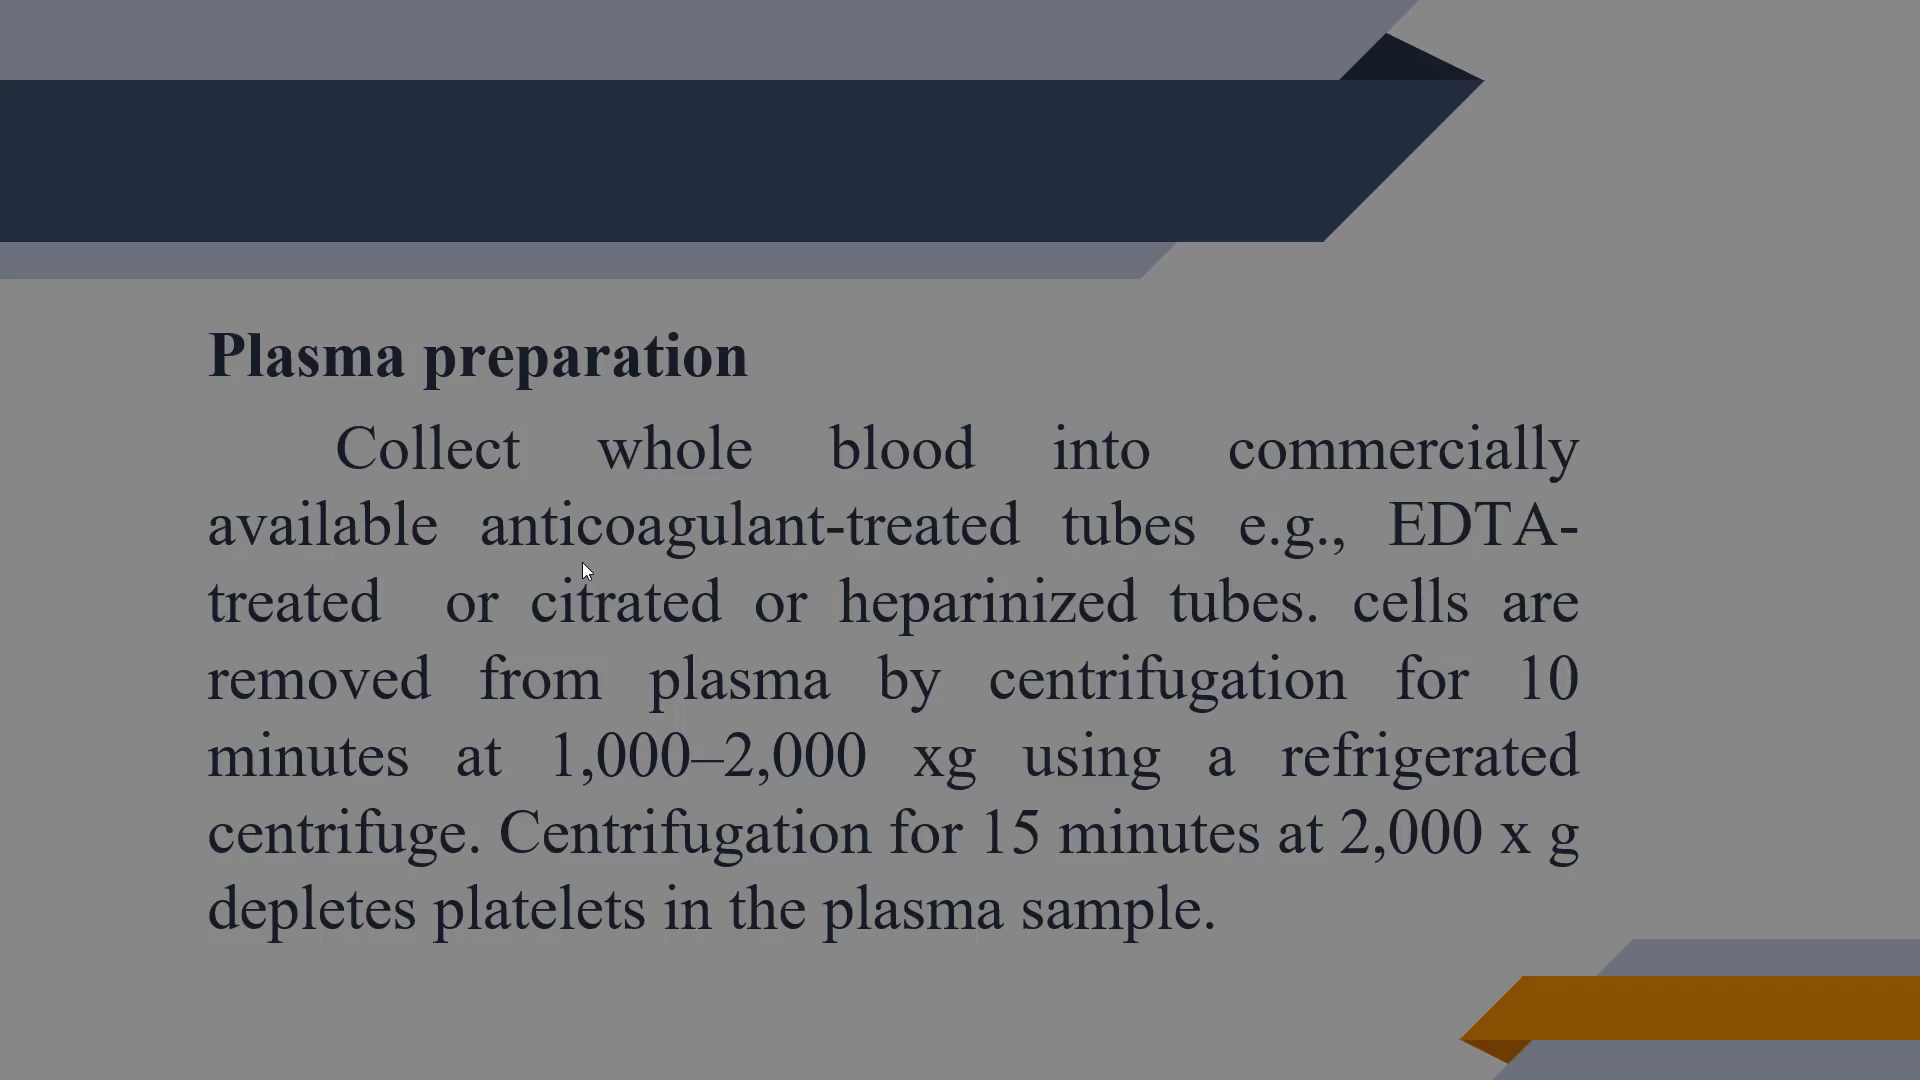 Plasma preparation
Collect whole blood into commercially
available anticoagulant-treated tubes e.g., EDTA-
treated or citrated or heparinized tubes. cells are
removed from plasma by centrifugation for 10
minutes at 1,000–2,000 xg using a refrigerated
centrifuge. Centrifugation for 15 minutes at 2,000 x g
depletes platelets in the plasma sample.